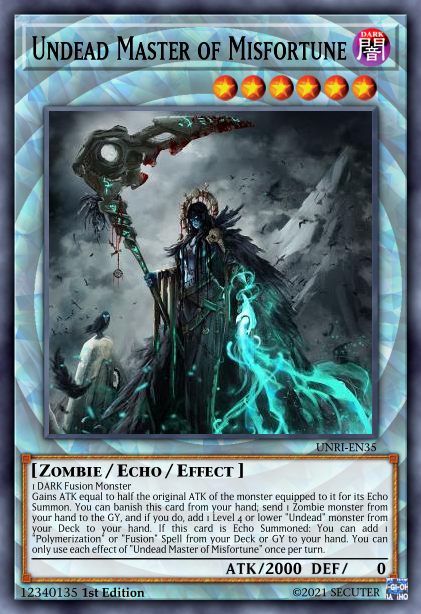 UNDEAD MASTER OF MISFORTUNE
DARK
闇
UNRI-EN35
[ZOMBIE / ECHO / EFFECT ]
1 DARK Fusion Monster
Gains ATK equal to half the original ATK of the monster equipped to it for its Echo
Summon. You can banish this card from your hand; send 1 Zombie monster from
your hand to the GY, and if you do, add 1 Level 4 or lower "Undead" monster from
your Deck to your hand. If this card is Echo Summoned: You can add 1
"Polymerization" or "Fusion" Spell from your Deck or GY to your hand. You can
only use each effect of "Undead Master of Misfortune" once per turn.
ATK/2000 DEF/ 0
12340135 1st Edition
©2021 SECUTER